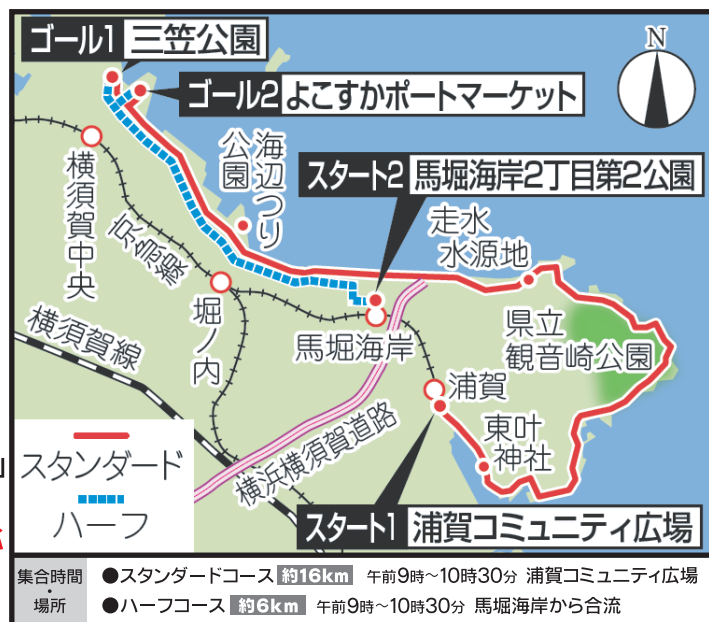 ゴール1 三笠公園
N
ゴール2 よこすかポートマーケット
海辺つり
公園
スタート2 馬堀海岸2丁目第2公園
横須賀中央
京急線
走水
水源地
堀ノ内
馬堀海岸
県立
観音崎公園
横須賀線
浦賀
東叶
神社
横浜横須賀道路
スタンダード
ハーフ
スタート1 浦賀コミュニティ広場
集合時間・場所
●スタンダードコース 約16km 午前9時～10時30分 浦賀コミュニティ広場
●ハーフコース 約6km 午前9時～10時30分 馬堀海岸から合流